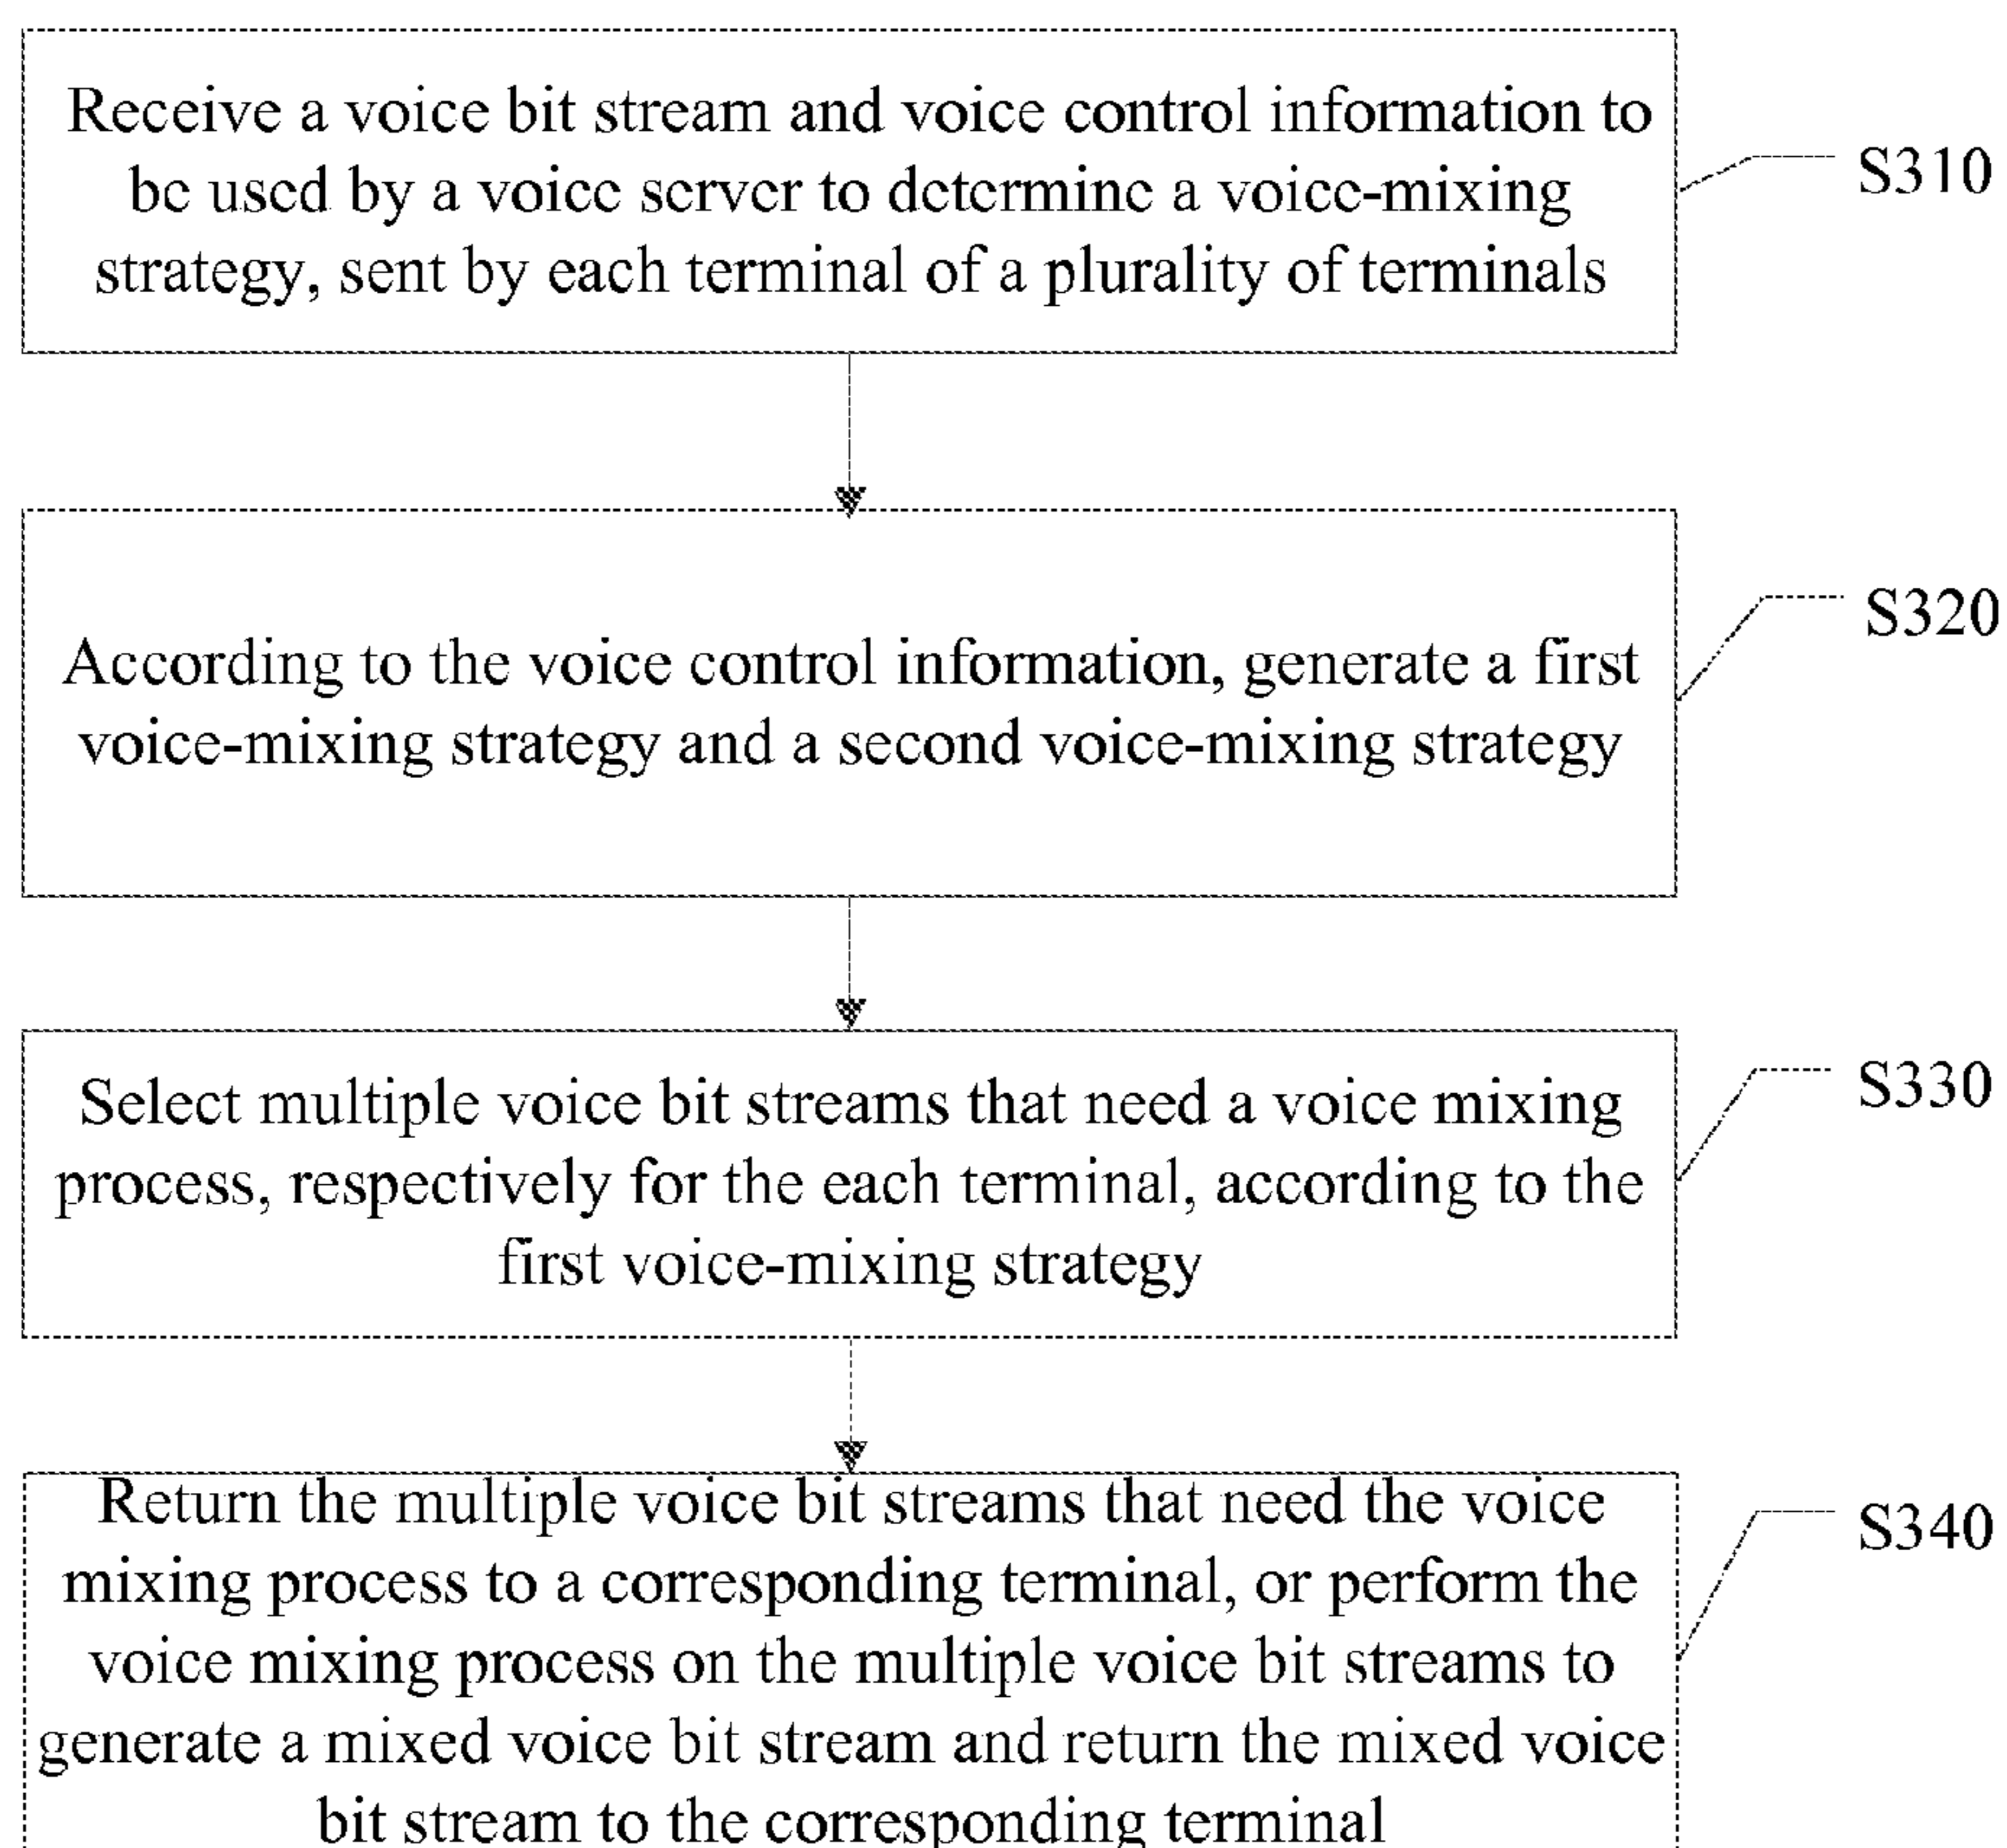 Receive a voice bit stream and voice control information to
be used by a voice server to determine a voice-mixing
strategy, sent by each terminal of a plurality of terminals
S310
According to the voice control information, generate a first
voice-mixing strategy and a second voice-mixing strategy
S320
Select multiple voice bit streams that need a voice mixing
process, respectively for the each terminal, according to the
first voice-mixing strategy
S330
Return the multiple voice bit streams that need the voice
mixing process to a corresponding terminal, or perform the
voice mixing process on the multiple voice bit streams to
generate a mixed voice bit stream and return the mixed voice
bit stream to the corresponding terminal
S340